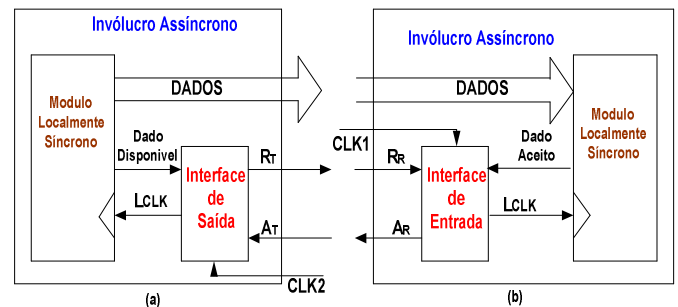 Invólucro Assíncrono
DADOS
Modulo
Localmente
Síncrono
Dado
Disponivel
Interface
de
Saída
LCLK
RT
AT
CLK2
(a)
Invólucro Assíncrono
DADOS
CLK1
RR
AR
Interface
de
Entrada
Dado
Aceito
LCLK
Modulo
Localmente
Síncrono
(b)